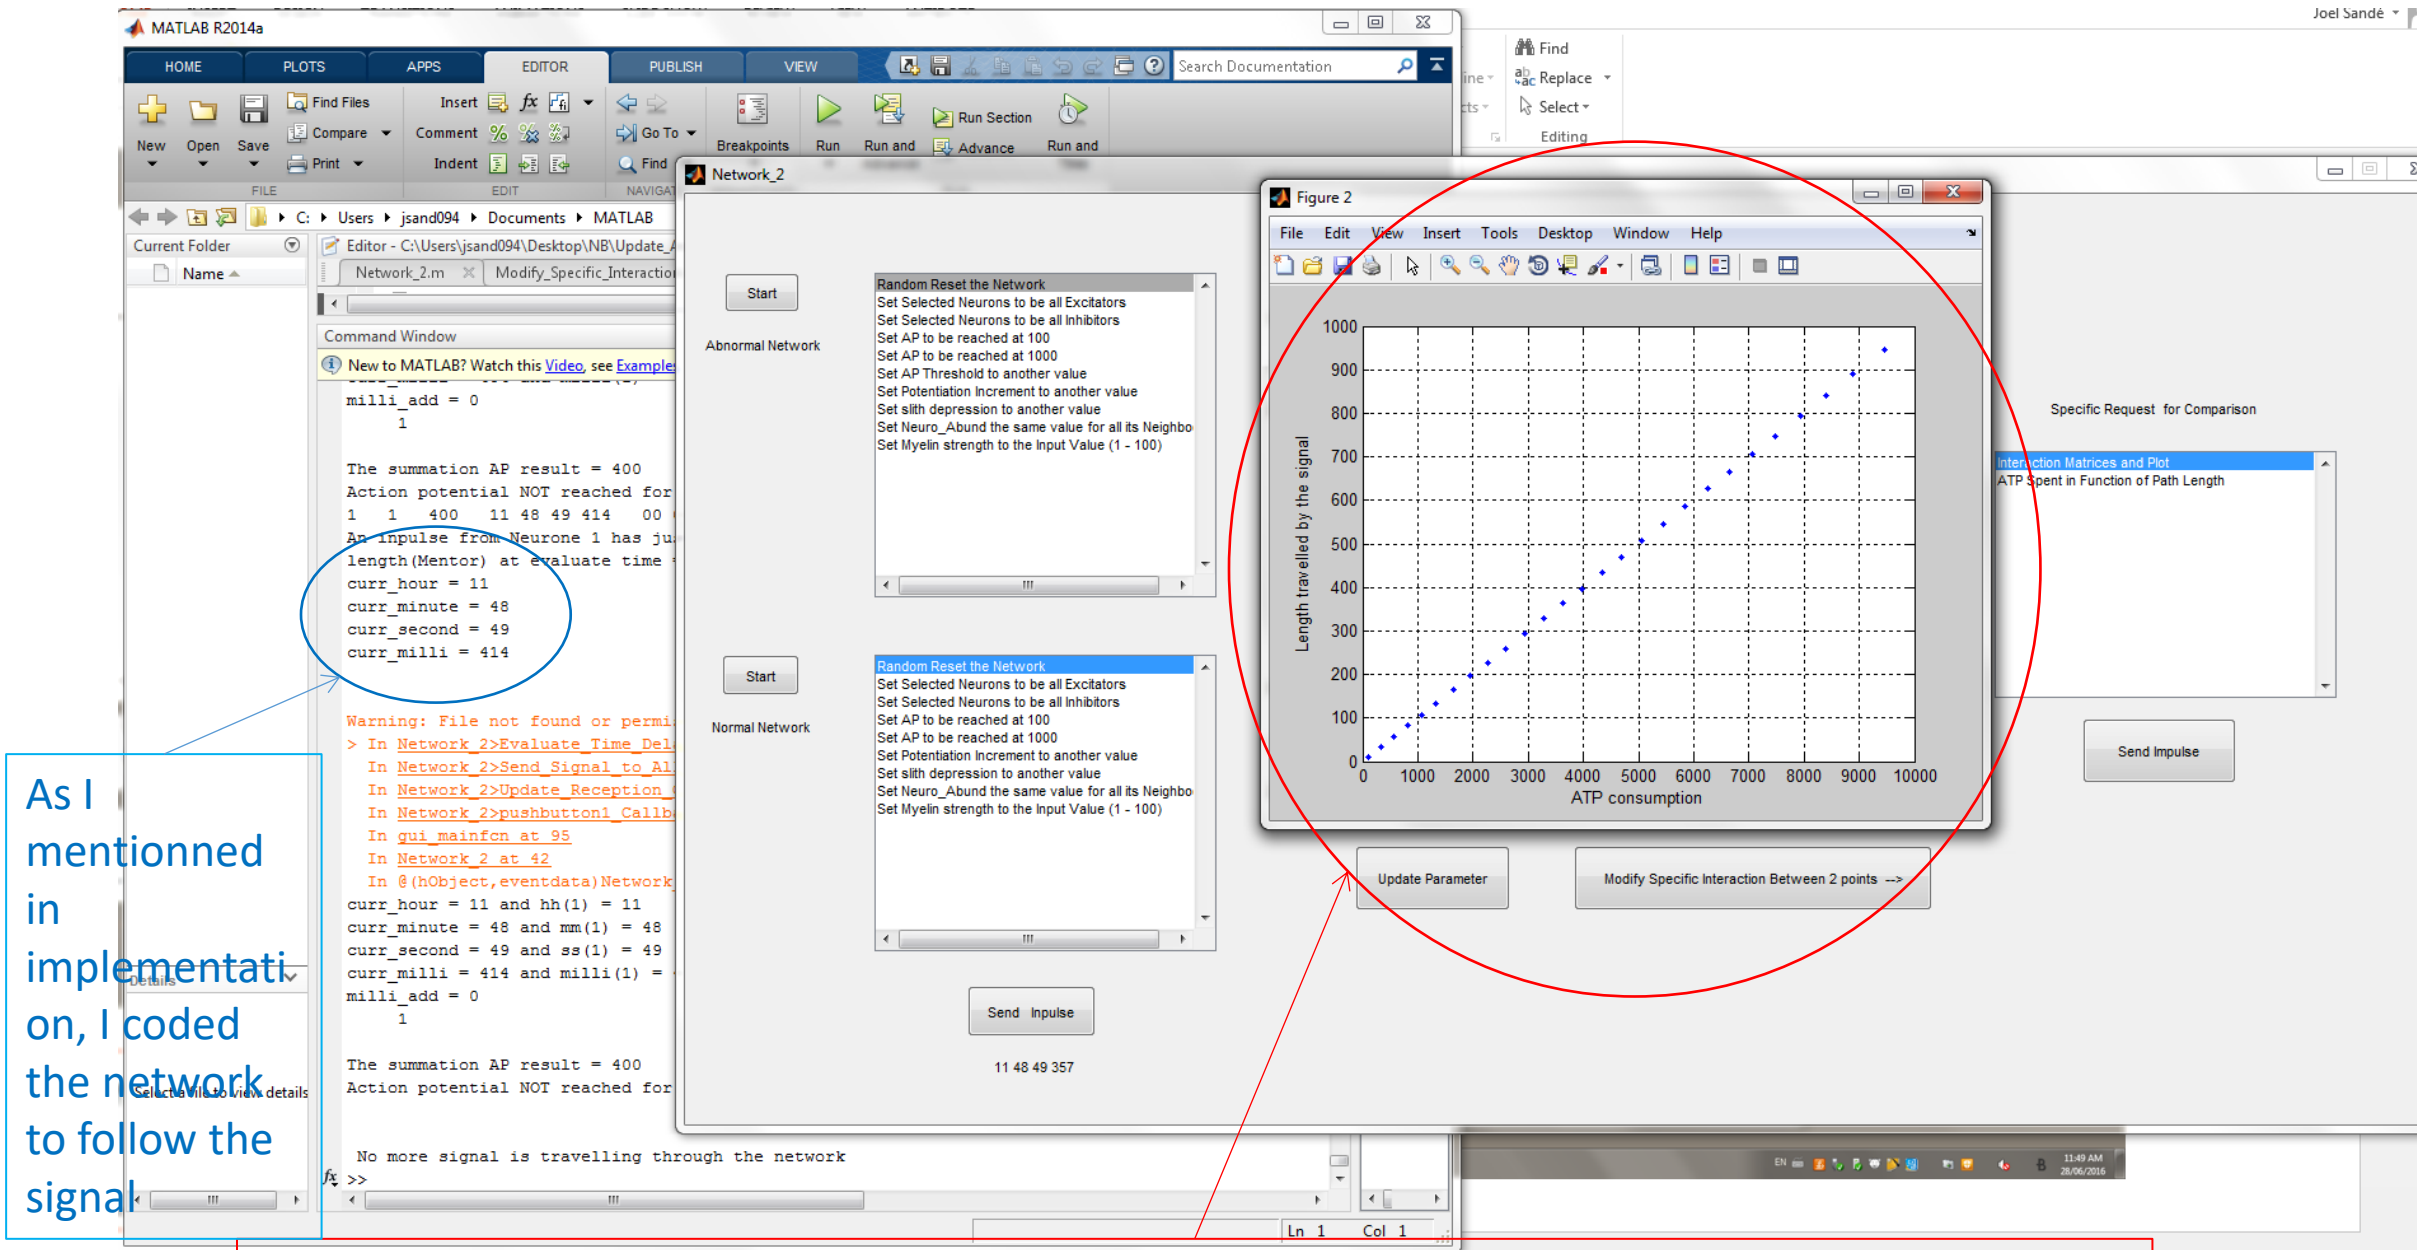 Joel Sandé
MATLAB R2014a
HOME PLOTS APPS EDITOR PUBLISH VIEW
Search Documentation
Find
Replace
Select
Editing
New Open Save
Find Files
Compare
Print
Insert
Comment
Indent
fx
Go To
Find
Breakpoints
Run
Run and
Run Section
Advance
Run and
FILE
EDIT
C: Users jsand094 Documents MATLAB
Current Folder
Name
Editor - C:\Users\jsand094\Desktop\NB\Update_A
Network_2.m
Modify_Specific_Interaction
Command Window
New to MATLAB? Watch this Video, see Examples
milli_add = 0
1
The summation AP result = 400
Action potential NOT reached for
1 1 400 11 48 49 414 00
An inpulse from Neurone 1 has ju
length(Mentor) at evaluate time
curr_hour = 11
curr_minute = 48
curr_second = 49
curr_milli = 414
Warning: File not found or permi
> In Network_2>Evaluate_Time_Del
In Network_2>Send_Signal_to_Al
In Network_2>Update_Reception
In Network_2>pushbutton1_Callb
In gui_mainfcn at 95
In Network_2 at 42
In @(hObject,eventdata)Network
curr_hour = 11 and hh(1) = 11
curr_minute = 48 and mm(1) = 48
curr_second = 49 and ss(1) = 49
curr_milli = 414 and milli(1) =
milli_add = 0
1
The summation AP result = 400
Action potential NOT reached for
No more signal is travelling through the network
fx >>
Ln 1 Col 1
Details
Select a file to view details
As I
mentionned
in
implementati
on, I coded
the network
to follow the
signal
Network_2
Start
Abnormal Network
Random Reset the Network
Set Selected Neurons to be all Excitators
Set Selected Neurons to be all Inhibitors
Set AP to be reached at 100
Set AP to be reached at 1000
Set AP Threshold to another value
Set Potentiation Increment to another value
Set slith depression to another value
Set Neuro_Abund the same value for all its Neighbo
Set Myelin strength to the Input Value (1 - 100)
Start
Normal Network
Random Reset the Network
Set Selected Neurons to be all Excitators
Set Selected Neurons to be all Inhibitors
Set AP to be reached at 100
Set AP to be reached at 1000
Set Potentiation Increment to another value
Set slith depression to another value
Set Neuro_Abund the same value for all its Neighbo
Set Myelin strength to the Input Value (1 - 100)
Send Inpulse
11 48 49 357
Figure 2
File Edit View Insert Tools Desktop Window Help
Length travelled by the signal
1000
900
800
700
600
500
400
300
200
100
0
0 1000 2000 3000 4000 5000 6000 7000 8000 9000 10000
ATP consumption
Update Parameter
Modify Specific Interaction Between 2 points -->
Specific Request for Comparison
Interaction Matrices and Plot
ATP Spent in Function of Path Length
Send Impulse
EN
11:49 AM
28/06/2016